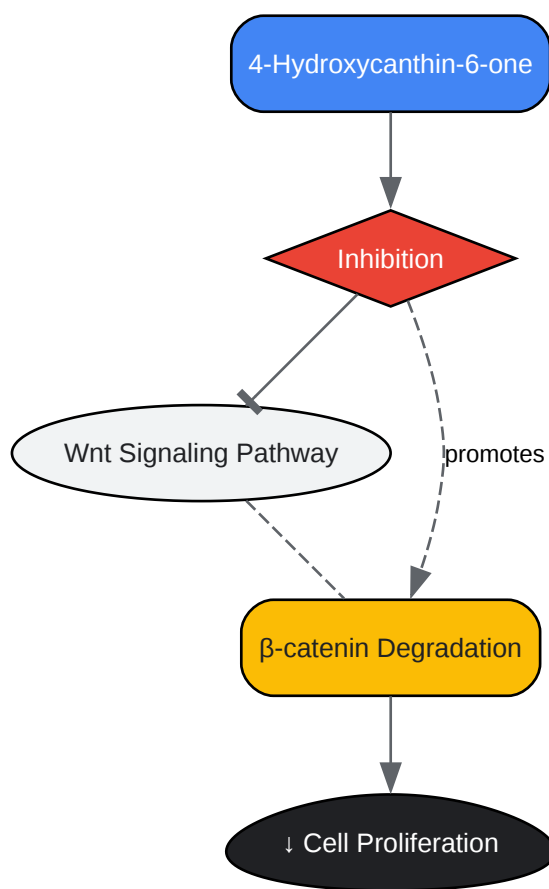 4-Hydroxycanthin-6-one
Inhibition
Wnt Signaling Pathway
promotes
β-catenin Degradation
↓ Cell Proliferation